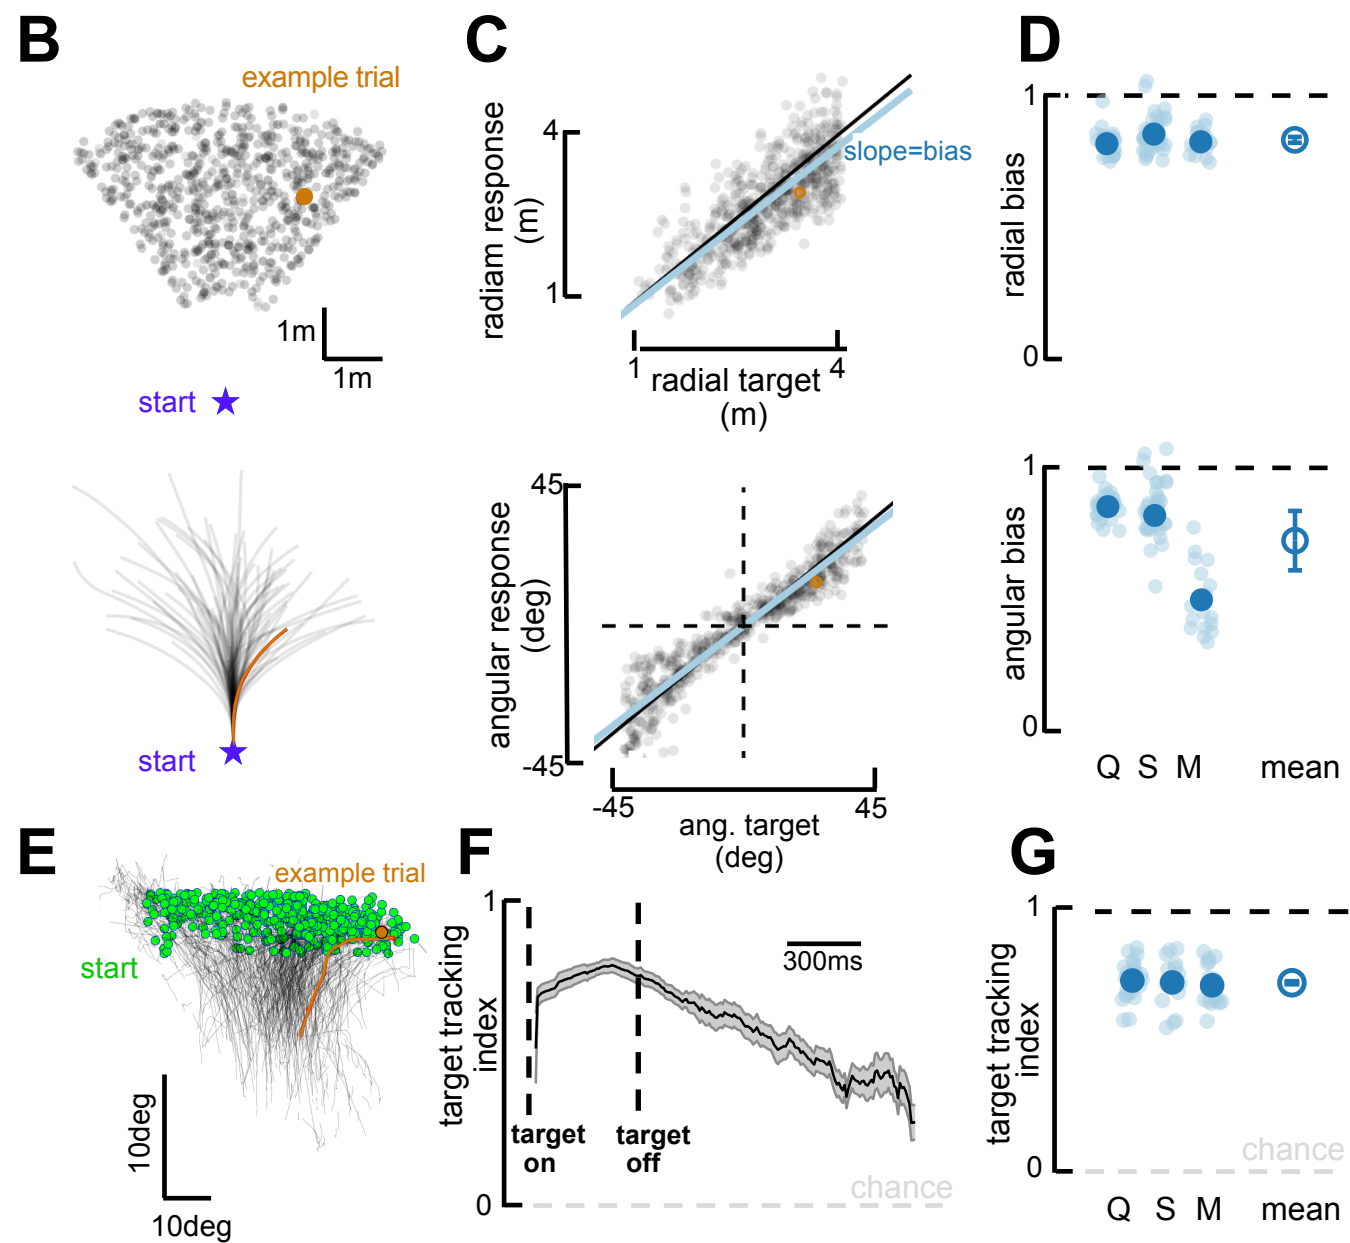 B
example trial
1m
1m
start
start
C
radiam response
(m)
4
1
slope=bias
1
4
radial target
(m)
angular response
(deg)
45
-45
-45
45
ang. target
(deg)
D
radial bias
1
0
angular bias
1
0
Q S M mean
E
example trial
start
10deg
10deg
F
target tracking
index
1
0
300ms
target
on
target
off
chance
G
target tracking
index
1
0
chance
Q S M mean